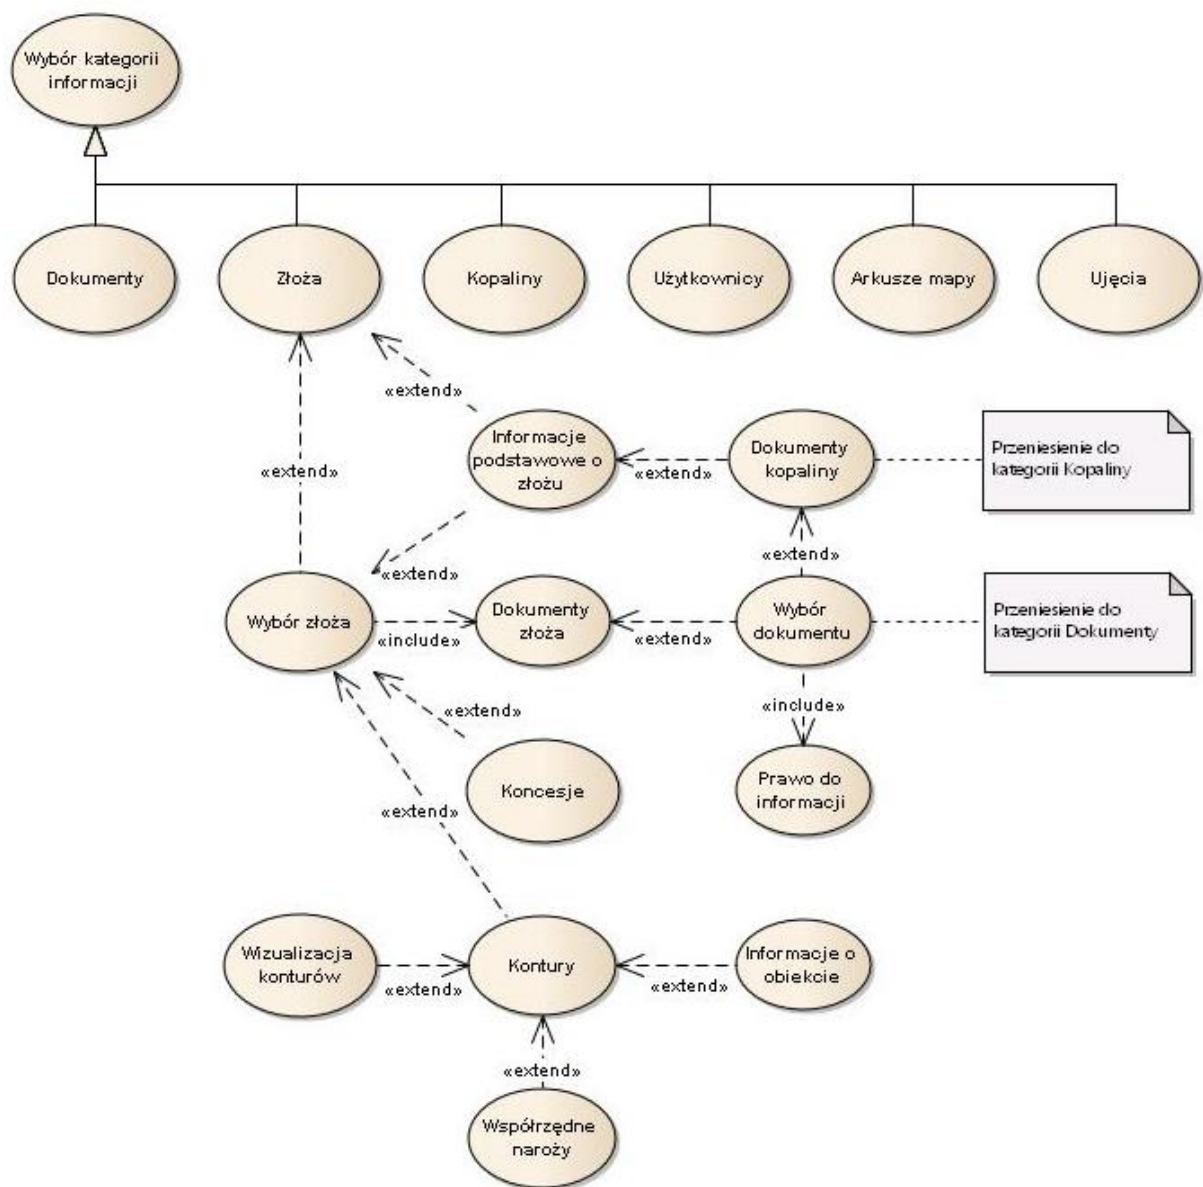 Wybór kategorii
informacji
Dokumenty
Złoża
Kopaliny
Użytkownicy
Arkusze mapy
Ujęcia
«extend»
«extend»
Informacje
podstawowe o
złożu
«extend»
Dokumenty
kopaliny
Przeniesienie do
kategorii Kopaliny
«extend»
«extend»
Wybór złoża
«include»
Dokumenty
złoża
«extend»
Wybór
dokumentu
Przeniesienie do
kategorii Dokumenty
«extend»
«include»
Koncesje
Prawo do
informacji
«extend»
Wizualizacja
konturów
«extend»
Kontury
«extend»
Informacje o
obiekcie
«extend»
Współrzędne
naroży